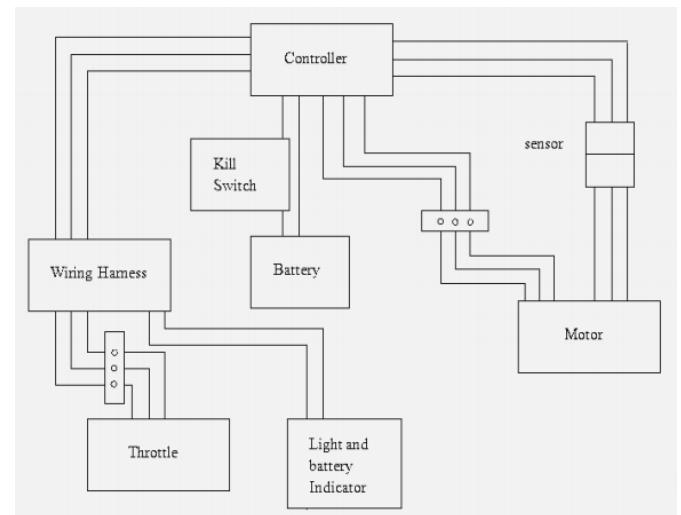 Controller
sensor
Kill
Switch
Wiring Harness
Battery
Motor
Throttle
Light and
battery
Indicator